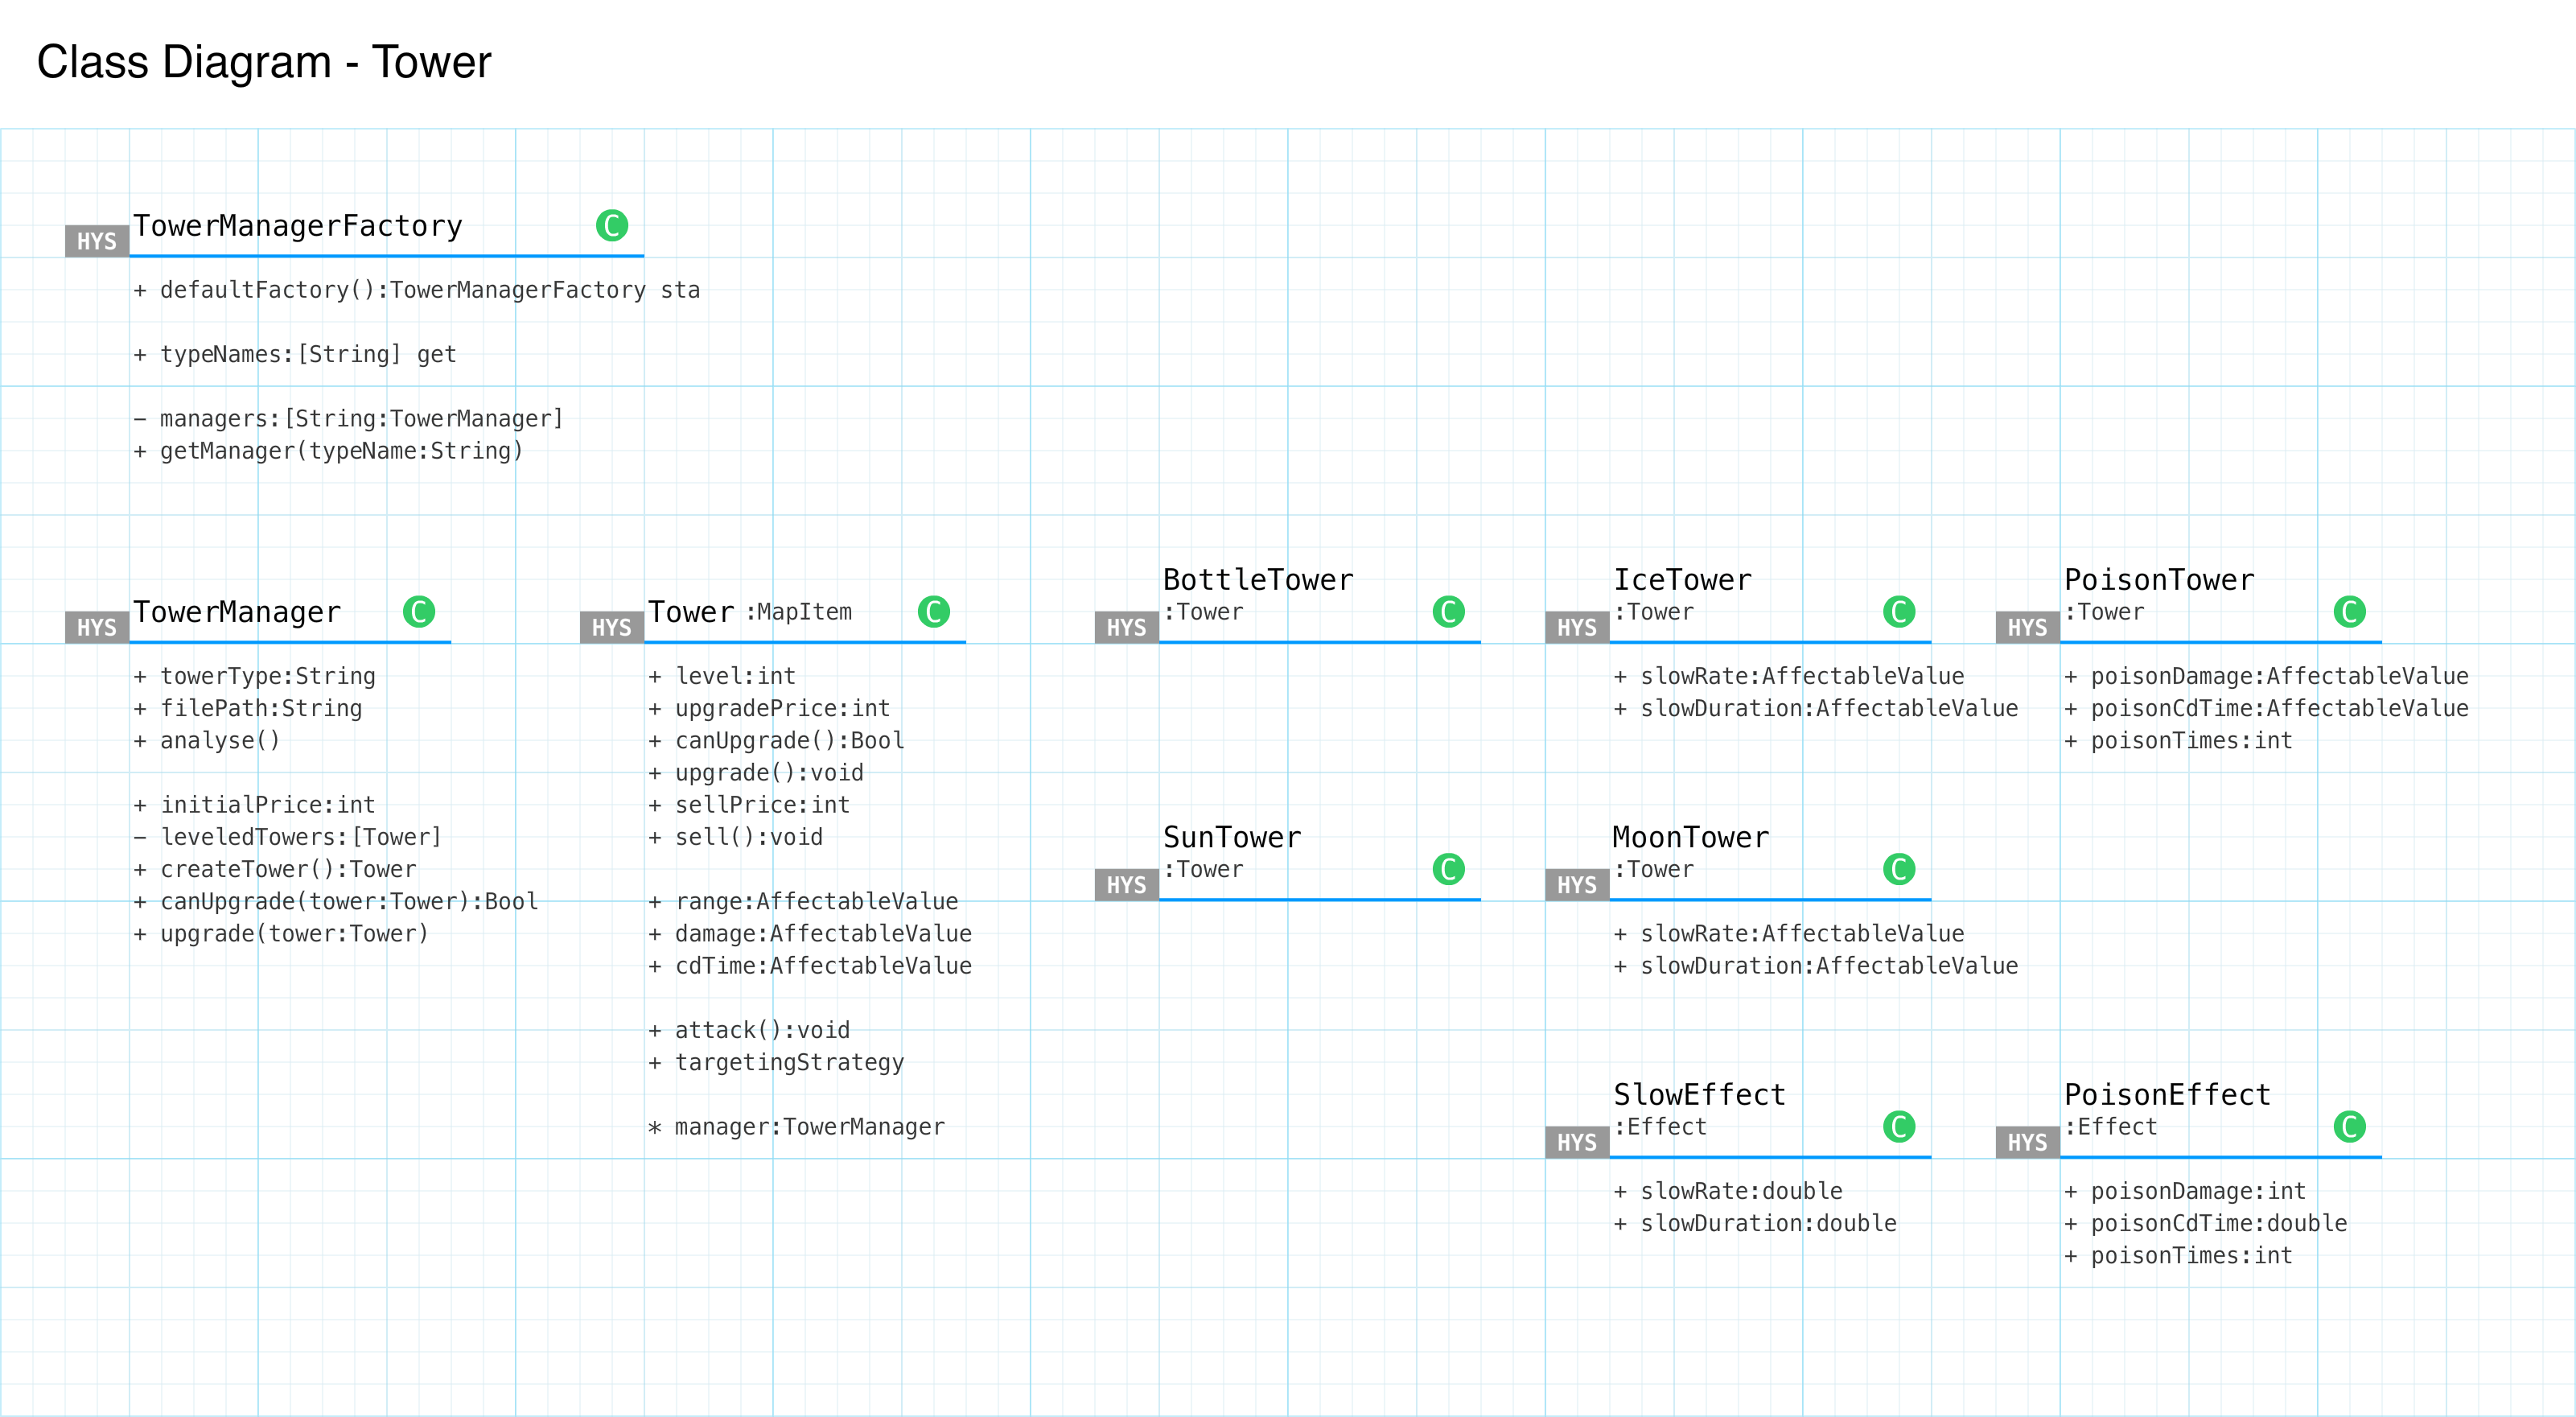 Class Diagram - Tower
HYS
TowerManagerFactory
C
+ defaultFactory():TowerManagerFactory sta
+ typeNames:[String] get
− managers:[String:TowerManager]
+ getManager(typeName:String)
HYS
TowerManager
C
+ towerType:String
+ filePath:String
+ analyse()
+ initialPrice:int
− leveledTowers:[Tower]
+ createTower():Tower
+ canUpgrade(tower:Tower):Bool
+ upgrade(tower:Tower)
HYS
Tower :MapItem
C
+ level:int
+ upgradePrice:int
+ canUpgrade():Bool
+ upgrade():void
+ sellPrice:int
+ sell():void
+ range:AffectableValue
+ damage:AffectableValue
+ cdTime:AffectableValue
+ attack():void
+ targetingStrategy
* manager:TowerManager
HYS
BottleTower
:Tower
C
HYS
IceTower
:Tower
C
+ slowRate:AffectableValue
+ slowDuration:AffectableValue
HYS
PoisonTower
:Tower
C
+ poisonDamage:AffectableValue
+ poisonCdTime:AffectableValue
+ poisonTimes:int
HYS
SunTower
:Tower
C
HYS
MoonTower
:Tower
C
+ slowRate:AffectableValue
+ slowDuration:AffectableValue
HYS
SlowEffect
:Effect
C
+ slowRate:double
+ slowDuration:double
HYS
PoisonEffect
:Effect
C
+ poisonDamage:int
+ poisonCdTime:double
+ poisonTimes:int